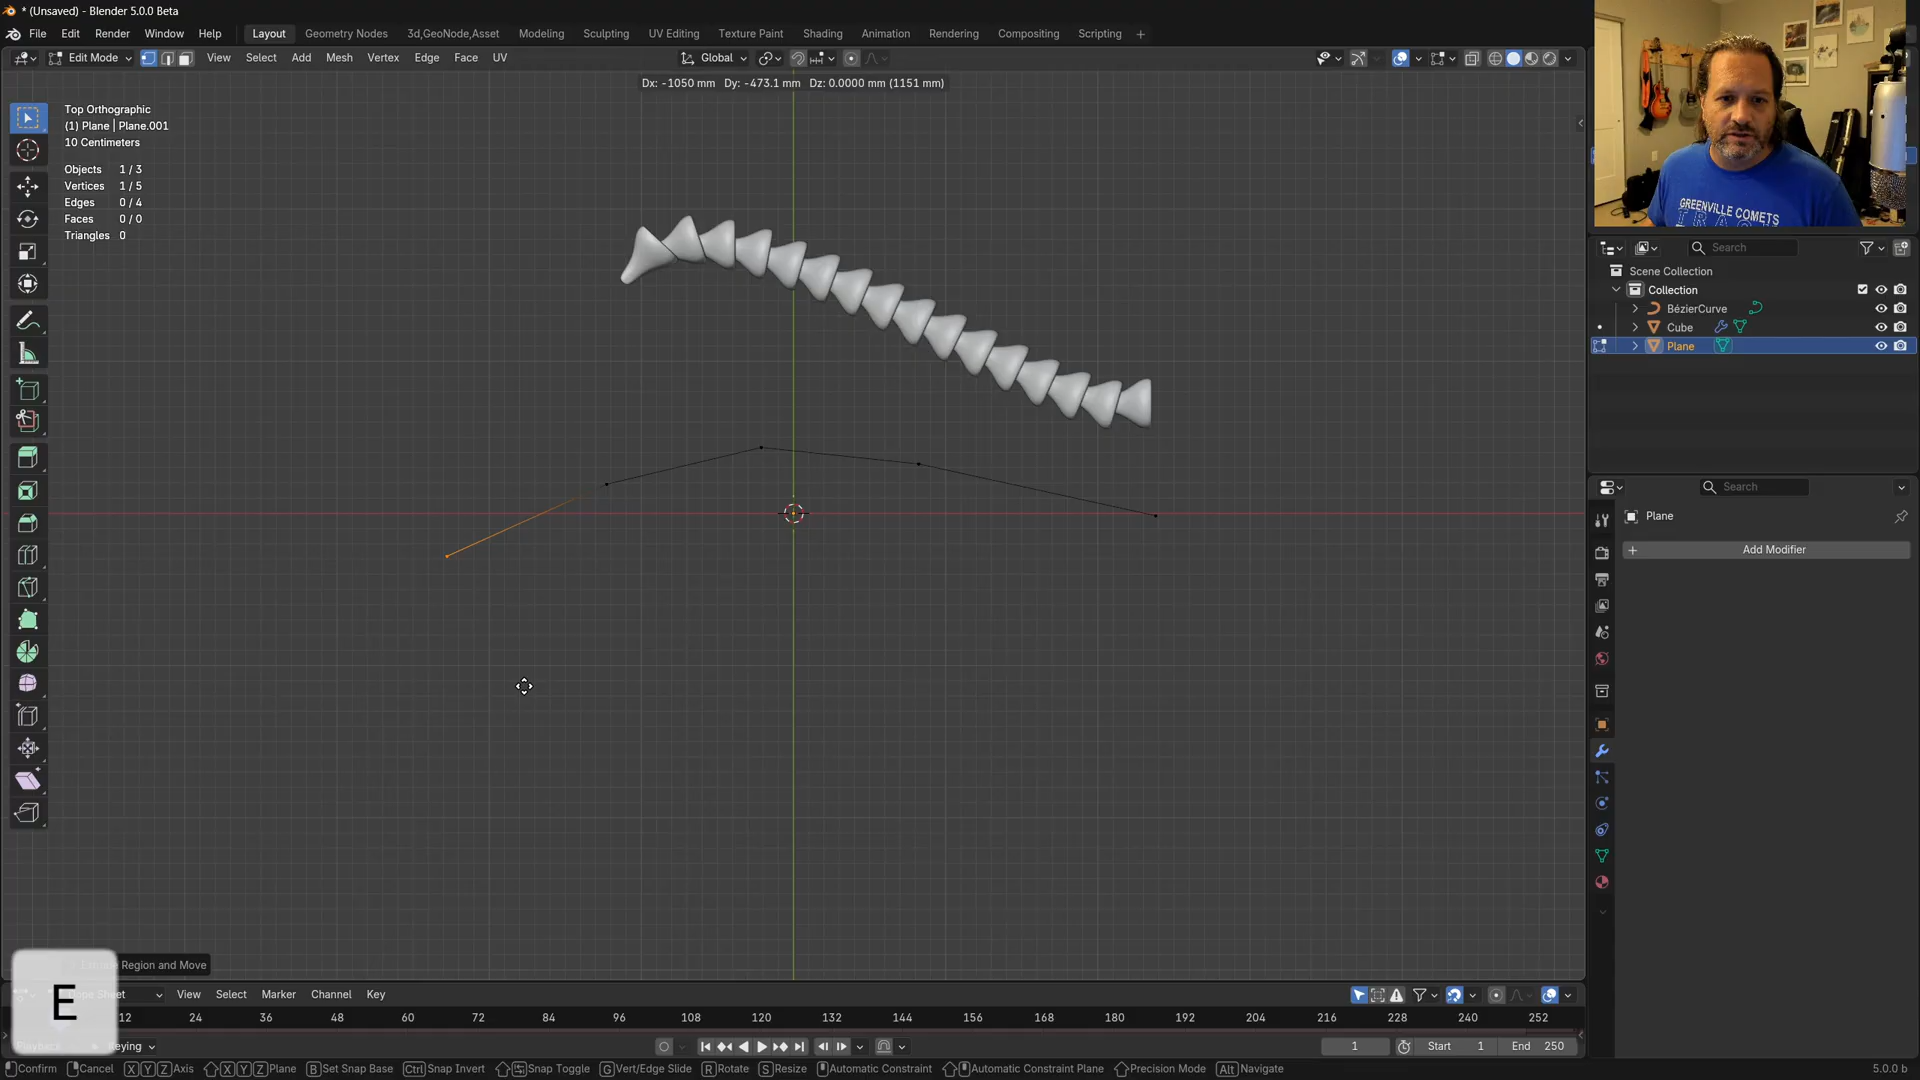 * (Unsaved) - Blender 5.0.0 Beta
File Edit Render Window Help Layout Geometry Nodes 3d,GeoNode,Asset Modeling Sculpting UV Editing Texture Paint Shading Animation Rendering Compositing Scripting
Edit Mode View Select Add Mesh Vertex Edge Face UV Global
Dx: -1050 mm Dy: -473.1 mm Dz: 0.0000 mm (1151 mm)
Top Orthographic
(1) Plane | Plane.001
10 Centimeters
Objects 1 / 3
Vertices 1 / 5
Edges 0 / 4
Faces 0 / 0
Triangles 0
GREENVILLE COMETS
Search
Scene Collection
Collection
BézierCurve
Cube
Plane
Search
Plane
Add Modifier
Region and Move
E
Sheet View Select Marker Channel Key
12 24 36 48 60 72 84 96 108 120 132 144 156 168 180 192 204 216 228 240 252
Keying 1 Start 1 End 250
Confirm Cancel X Y Z Axis X Y Z Plane B Set Snap Base Ctrl Snap Invert Snap Toggle G Vert/Edge Slide R Rotate S Resize Automatic Constraint Automatic Constraint Plane Precision Mode Alt Navigate 5.0.0 b